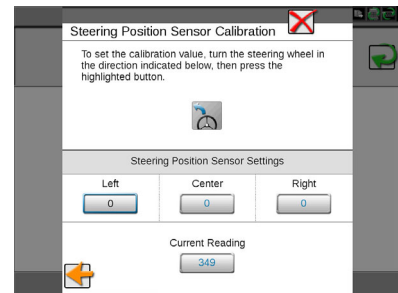 Steering Position Sensor Calibration
To set the calibration value, turn the steering wheel in
the direction indicated below, then press the
highlighted button.
Steering Position Sensor Settings
Left Center Right
0 0 0
Current Reading
349